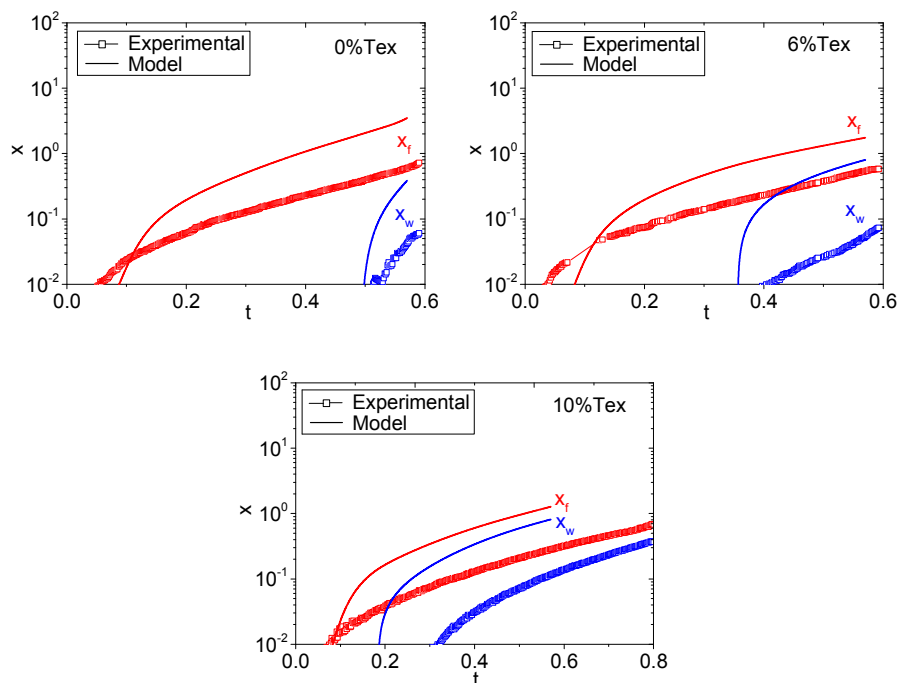 10²
Experimental
Model
0%Tex
10¹
x
10⁰
x_f
10⁻¹
x_w
10⁻²
0.0 0.2 0.4 0.6
t
10²
Experimental
Model
6%Tex
10¹
x
10⁰
x_f
10⁻¹
x_w
10⁻²
0.0 0.2 0.4 0.6
t
10²
Experimental
Model
10%Tex
10¹
x
10⁰
x_f
x_w
10⁻¹
10⁻²
0.0 0.2 0.4 0.6 0.8
t